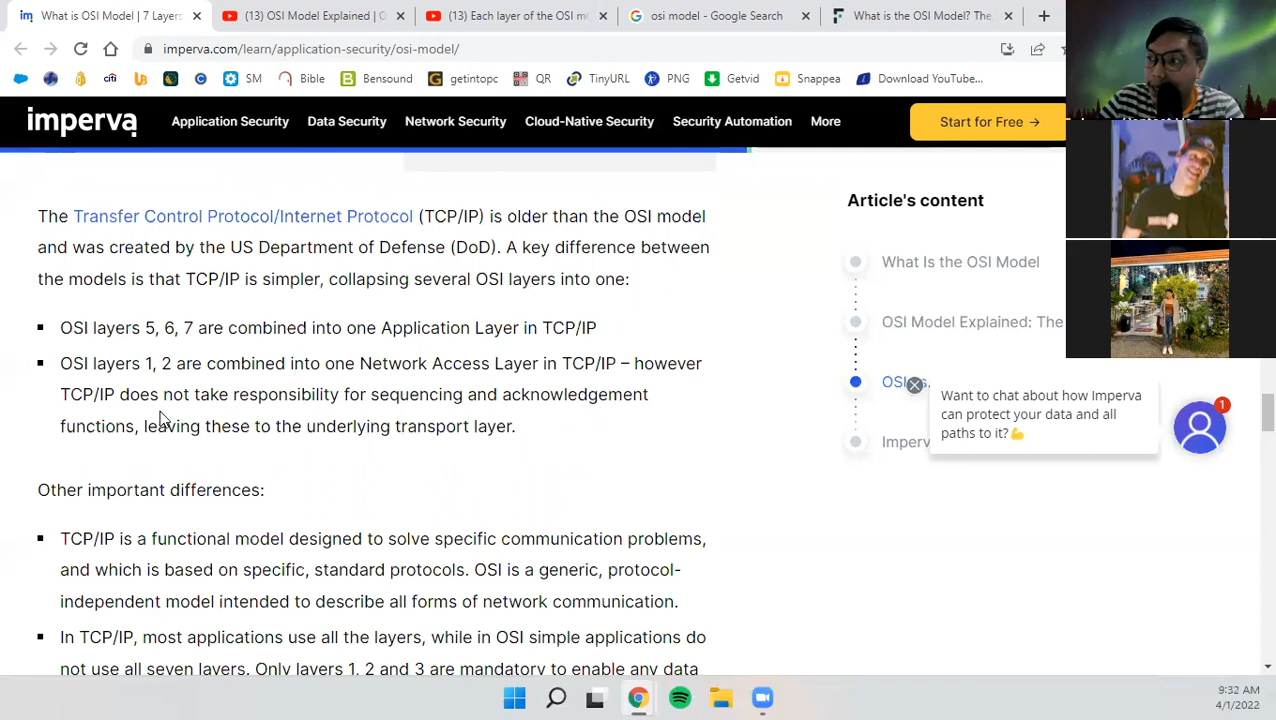 What is OSI Model | 7 Layers
(13) OSI Model Explained | O
(13) Each layer of the OSI m
osi model - Google Search
What is the OSI Model? The
imperva.com/learn/application-security/osi-model/
citi
SM
Bible
Bensound
getintopc
QR
TinyURL
PNG
Getvid
Snappea
Download YouTube...
imperva
Application Security
Data Security
Network Security
Cloud-Native Security
Security Automation
More
Start for Free →
The Transfer Control Protocol/Internet Protocol (TCP/IP) is older than the OSI model
and was created by the US Department of Defense (DoD). A key difference between
the models is that TCP/IP is simpler, collapsing several OSI layers into one:
OSI layers 5, 6, 7 are combined into one Application Layer in TCP/IP
OSI layers 1, 2 are combined into one Network Access Layer in TCP/IP – however
TCP/IP does not take responsibility for sequencing and acknowledgement
functions, leaving these to the underlying transport layer.
Other important differences:
TCP/IP is a functional model designed to solve specific communication problems,
and which is based on specific, standard protocols. OSI is a generic, protocol-
independent model intended to describe all forms of network communication.
In TCP/IP, most applications use all the layers, while in OSI simple applications do
not use all seven layers. Only layers 1, 2 and 3 are mandatory to enable any data
Article's content
What Is the OSI Model
OSI Model Explained: The
OSI vs.
Imperv
Want to chat about how Imperva
can protect your data and all
paths to it?💪
1
9:32 AM
4/1/2022